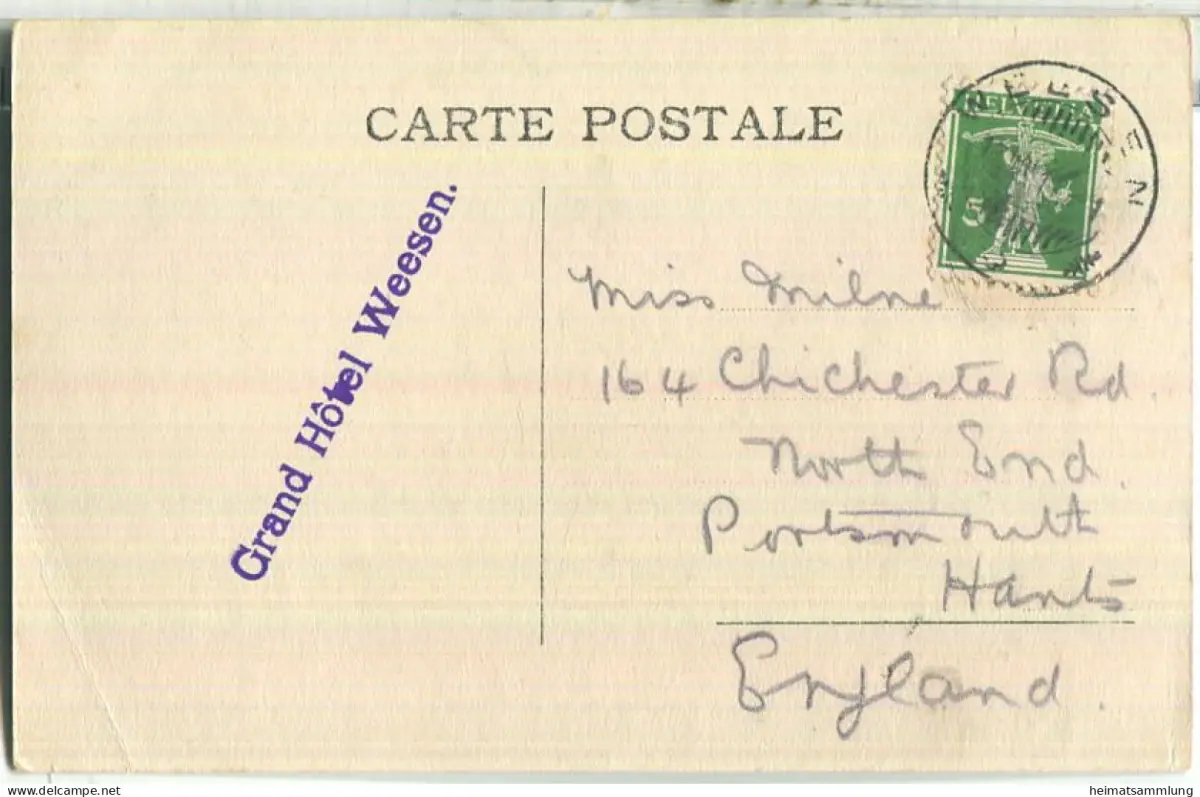 CARTE POSTALE
WEESEN
HELVETIA
5
Grand Hôtel Weesen.
Miss Milne
164 Chichester Rd.
North End.
Portsmouth
Hants
England.
www.delcampe.net
heimatsammlung